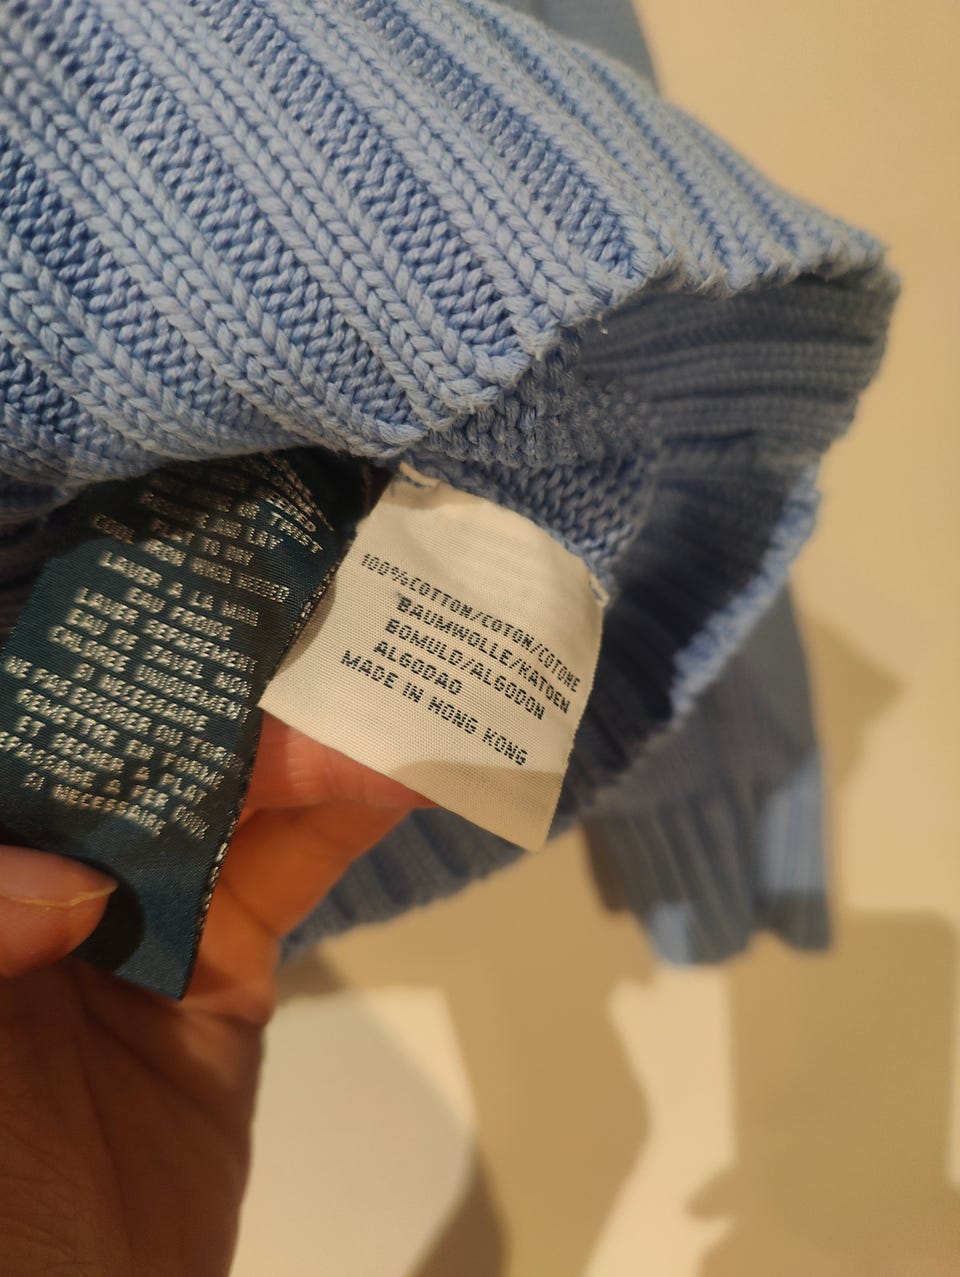 OR TWIST
AND LAY
FLAT TO DRY
COOL IRON WHEN NEEDED
LAVER A LA MAIN
EAU FROIDE
LAVER SEPAREMENT
EAU DE JAVEL NON
CHLOREE UNIQUEMENT
SI NECESSAIRE
NE PAS ESSORER OU TORDRE
REMETTRE EN FORME
ET SECHER A PLAT
REPASSAGE A FER DOUX
SI NECESSAIRE
100%COTTON/COTON/COTONE
BAUMWOLLE/KATOEN
BOMULD/ALGODON
ALGODAO
MADE IN HONG KONG